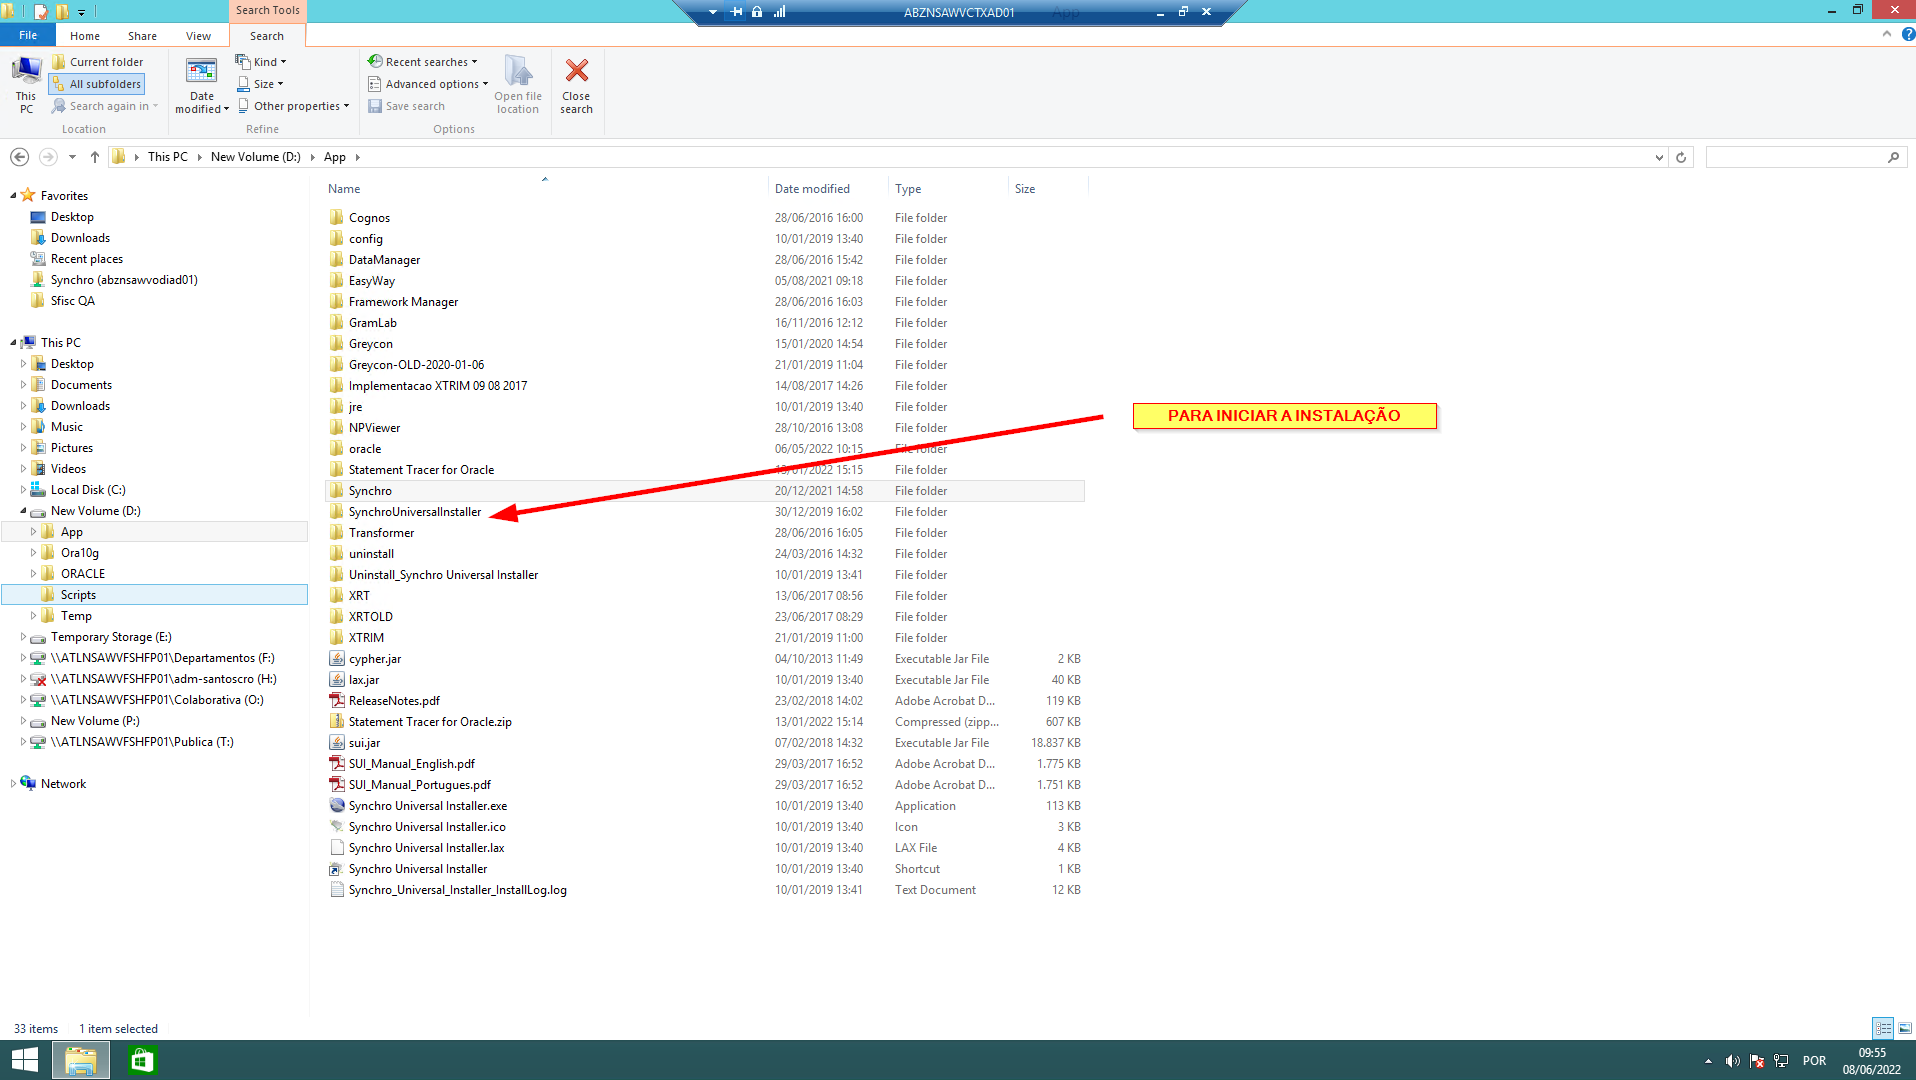 Search Tools
ABZNSAWVCTXAD01
App
File
Home
Share
View
Search
This PC
Current folder
All subfolders
Search again in
Location
Date modified
Kind
Size
Other properties
Refine
Recent searches
Advanced options
Save search
Options
Open file location
Close search
This PC
New Volume (D:)
App
Favorites
Desktop
Downloads
Recent places
Synchro (abznsawvodiad01)
Sfisc QA
This PC
Desktop
Documents
Downloads
Music
Pictures
Videos
Local Disk (C:)
New Volume (D:)
App
Ora10g
ORACLE
Scripts
Temp
Temporary Storage (E:)
\\ATLNSAWVFSHFP01\Departamentos (F:)
\\ATLNSAWVFSHFP01\adm-santoscro (H:)
\\ATLNSAWVFSHFP01\Colaborativa (O:)
New Volume (P:)
\\ATLNSAWVFSHFP01\Publica (T:)
Network
Name Date modified Type Size
Cognos 28/06/2016 16:00 File folder
config 10/01/2019 13:40 File folder
DataManager 28/06/2016 15:42 File folder
EasyWay 05/08/2021 09:18 File folder
Framework Manager 28/06/2016 16:03 File folder
GramLab 16/11/2016 12:12 File folder
Greycon 15/01/2020 14:54 File folder
Greycon-OLD-2020-01-06 21/01/2019 11:04 File folder
Implementacao XTRIM 09 08 2017 14/08/2017 14:26 File folder
jre 10/01/2019 13:40 File folder
NPViewer 28/10/2016 13:08 File folder
oracle 06/05/2022 10:15 File folder
Statement Tracer for Oracle 13/01/2022 15:15 File folder
Synchro 20/12/2021 14:58 File folder
SynchroUniversalInstaller 30/12/2019 16:02 File folder
Transformer 28/06/2016 16:05 File folder
uninstall 24/03/2016 14:32 File folder
Uninstall_Synchro Universal Installer 10/01/2019 13:41 File folder
XRT 13/06/2017 08:56 File folder
XRTOLD 23/06/2017 08:29 File folder
XTRIM 21/01/2019 11:00 File folder
cypher.jar 04/10/2013 11:49 Executable Jar File 2 KB
lax.jar 10/01/2019 13:40 Executable Jar File 40 KB
ReleaseNotes.pdf 23/02/2018 14:02 Adobe Acrobat D... 119 KB
Statement Tracer for Oracle.zip 13/01/2022 15:14 Compressed (zipp... 607 KB
sui.jar 07/02/2018 14:32 Executable Jar File 18.837 KB
SUI_Manual_English.pdf 29/03/2017 16:52 Adobe Acrobat D... 1.775 KB
SUI_Manual_Portugues.pdf 29/03/2017 16:52 Adobe Acrobat D... 1.751 KB
Synchro Universal Installer.exe 10/01/2019 13:40 Application 113 KB
Synchro Universal Installer.ico 10/01/2019 13:40 Icon 3 KB
Synchro Universal Installer.lax 10/01/2019 13:40 LAX File 4 KB
Synchro Universal Installer 10/01/2019 13:40 Shortcut 1 KB
Synchro_Universal_Installer_InstallLog.log 10/01/2019 13:41 Text Document 12 KB
PARA INICIAR A INSTALAÇÃO
33 items 1 item selected
POR
09:55
08/06/2022